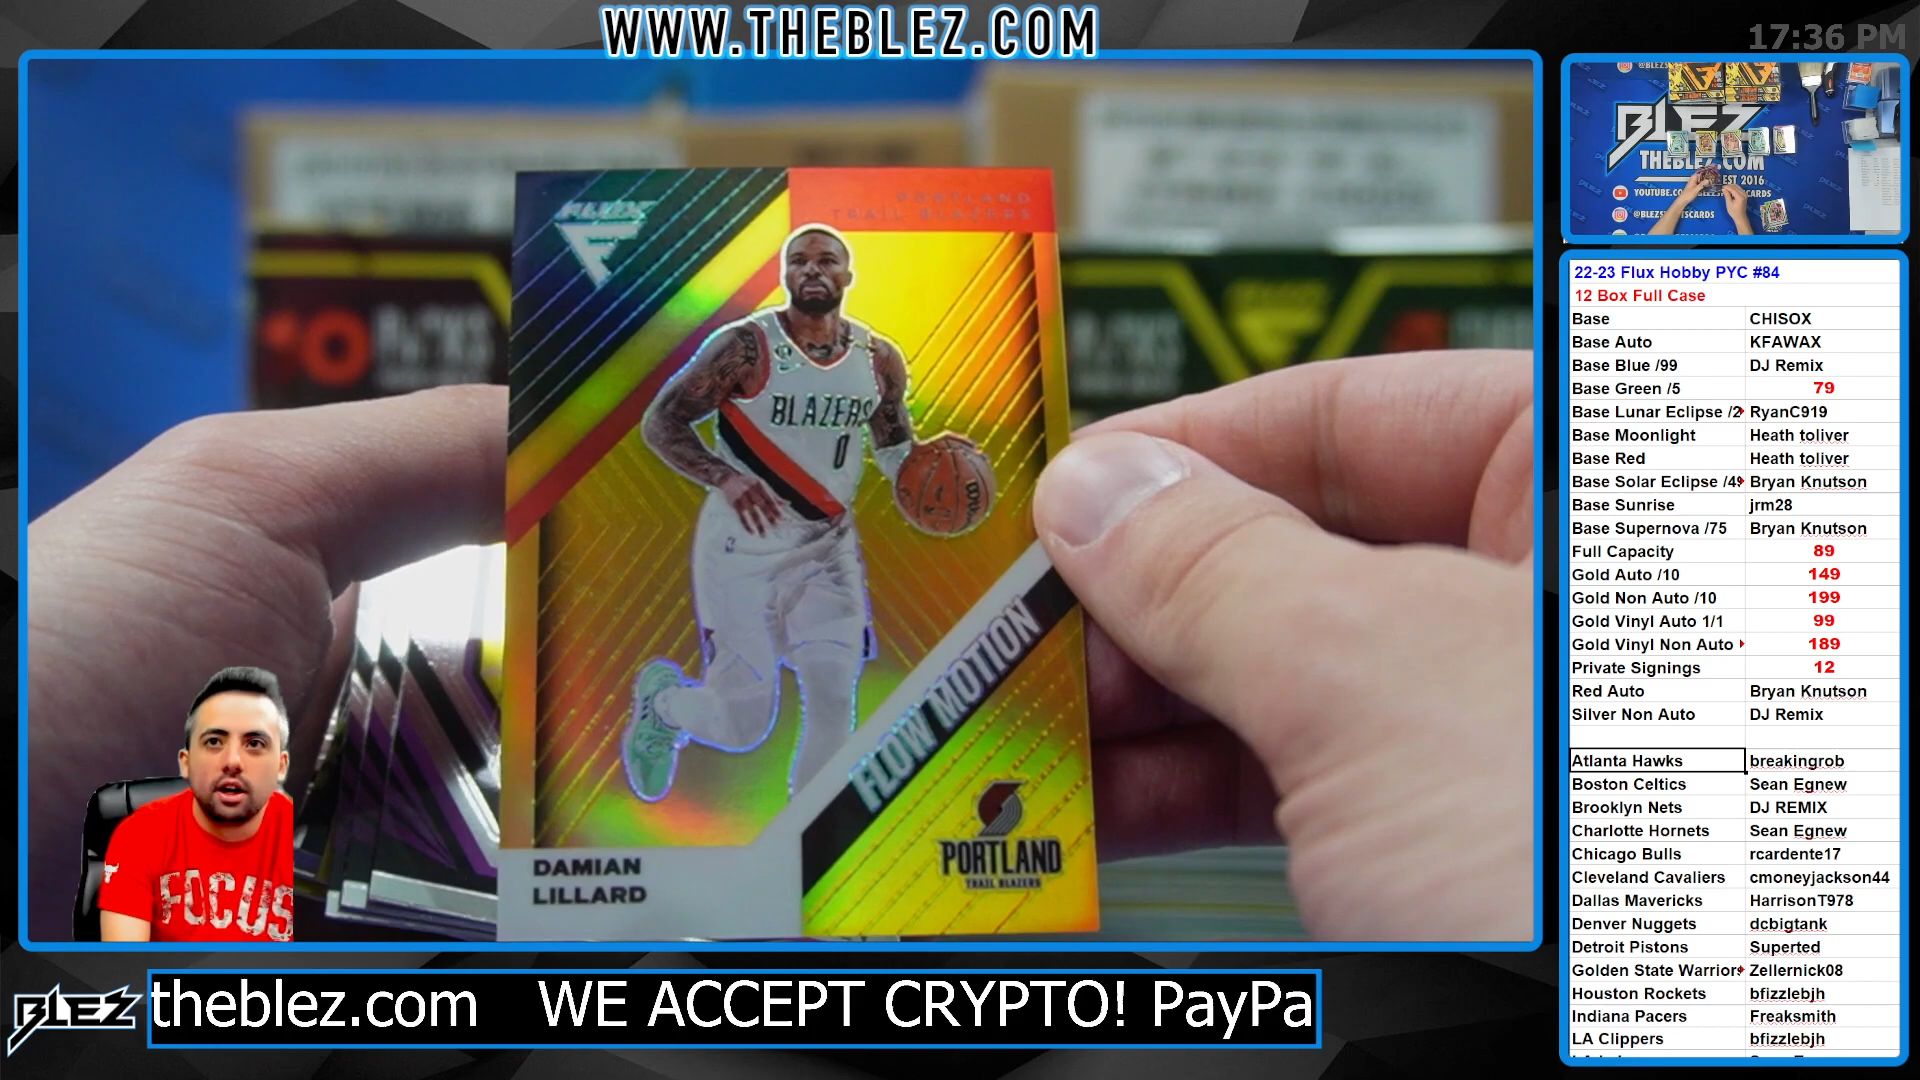 WWW.THEBLEZ.COM
17:36 PM
FLUX
PORTLAND
TRAIL BLAZERS
BLAZERS
0
FLOW MOTION
PORTLAND
TRAIL BLAZERS
DAMIAN
LILLARD
FOCUS
BLEZ
theblez.com WE ACCEPT CRYPTO! PayPa
BLEZ
THEBLEZ.COM
EST 2016
22-23 Flux Hobby PYC #84
12 Box Full Case
Base CHISOX
Base Auto KFAWAX
Base Blue /99 DJ Remix
Base Green /5 79
Base Lunar Eclipse /2 RyanC919
Base Moonlight Heath toliver
Base Red Heath toliver
Base Solar Eclipse /49 Bryan Knutson
Base Sunrise jrm28
Base Supernova /75 Bryan Knutson
Full Capacity 89
Gold Auto /10 149
Gold Non Auto /10 199
Gold Vinyl Auto 1/1 99
Gold Vinyl Non Auto 189
Private Signings 12
Red Auto Bryan Knutson
Silver Non Auto DJ Remix
Atlanta Hawks breakingrob
Boston Celtics Sean Egnew
Brooklyn Nets DJ REMIX
Charlotte Hornets Sean Egnew
Chicago Bulls rcardente17
Cleveland Cavaliers cmoneyjackson44
Dallas Mavericks HarrisonT978
Denver Nuggets dcbigtank
Detroit Pistons Superted
Golden State Warriors Zellernick08
Houston Rockets bfizzlebjh
Indiana Pacers Freaksmith
LA Clippers bfizzlebjh